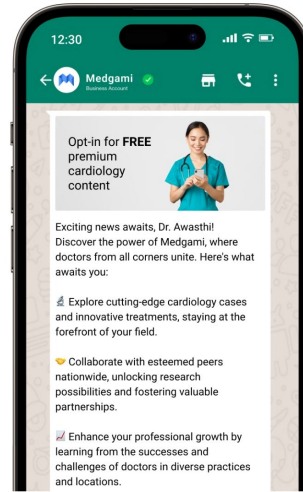 12:30
Medgami
Business Account
Opt-in for FREE
premium
cardiology
content
Exciting news awaits, Dr. Awasthi!
Discover the power of Medgami, where
doctors from all corners unite. Here's what
awaits you:
🔬 Explore cutting-edge cardiology cases
and innovative treatments, staying at the
forefront of your field.
🤝 Collaborate with esteemed peers
nationwide, unlocking research
possibilities and fostering valuable
partnerships.
📈 Enhance your professional growth by
learning from the successes and
challenges of doctors in diverse practices
and locations.